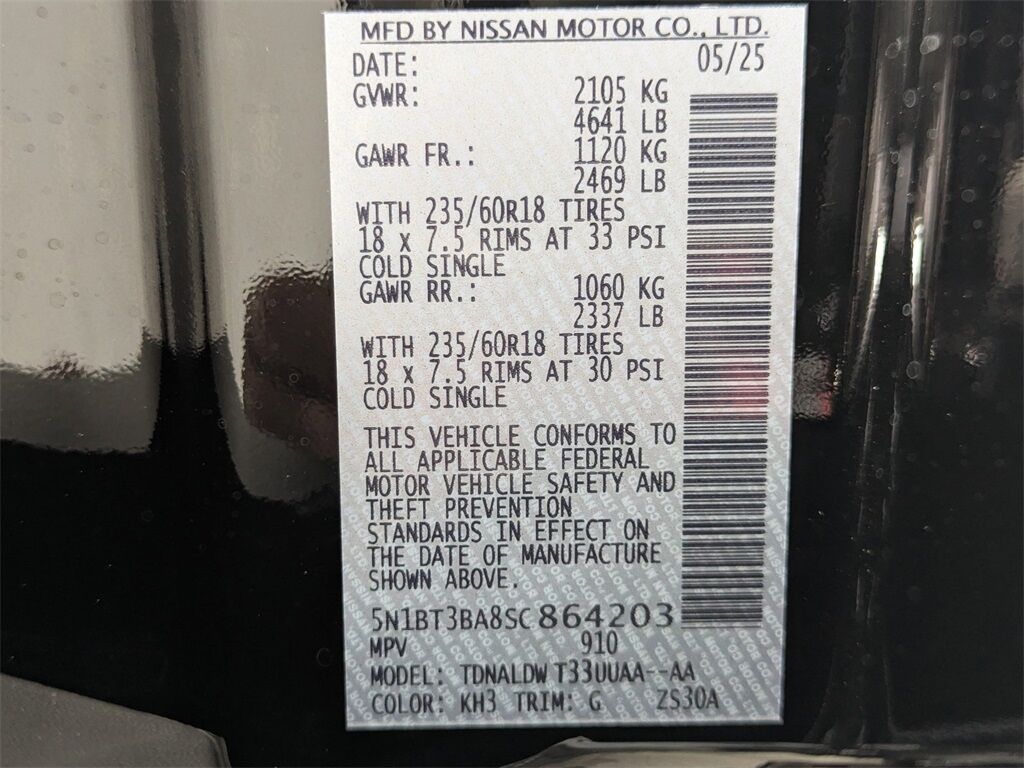 MFD BY NISSAN MOTOR CO., LTD.
DATE: 05/25
GVWR: 2105 KG
4641 LB
GAWR FR.: 1120 KG
2469 LB
WITH 235/60R18 TIRES
18 x 7.5 RIMS AT 33 PSI
COLD SINGLE
GAWR RR.: 1060 KG
2337 LB
WITH 235/60R18 TIRES
18 x 7.5 RIMS AT 30 PSI
COLD SINGLE
THIS VEHICLE CONFORMS TO
ALL APPLICABLE FEDERAL
MOTOR VEHICLE SAFETY AND
THEFT PREVENTION
STANDARDS IN EFFECT ON
THE DATE OF MANUFACTURE
SHOWN ABOVE.
5N1BT3BA8SC 864203
MPV 910
MODEL: TDNALDW T33UUAA--AA
COLOR: KH3 TRIM: G ZS30A